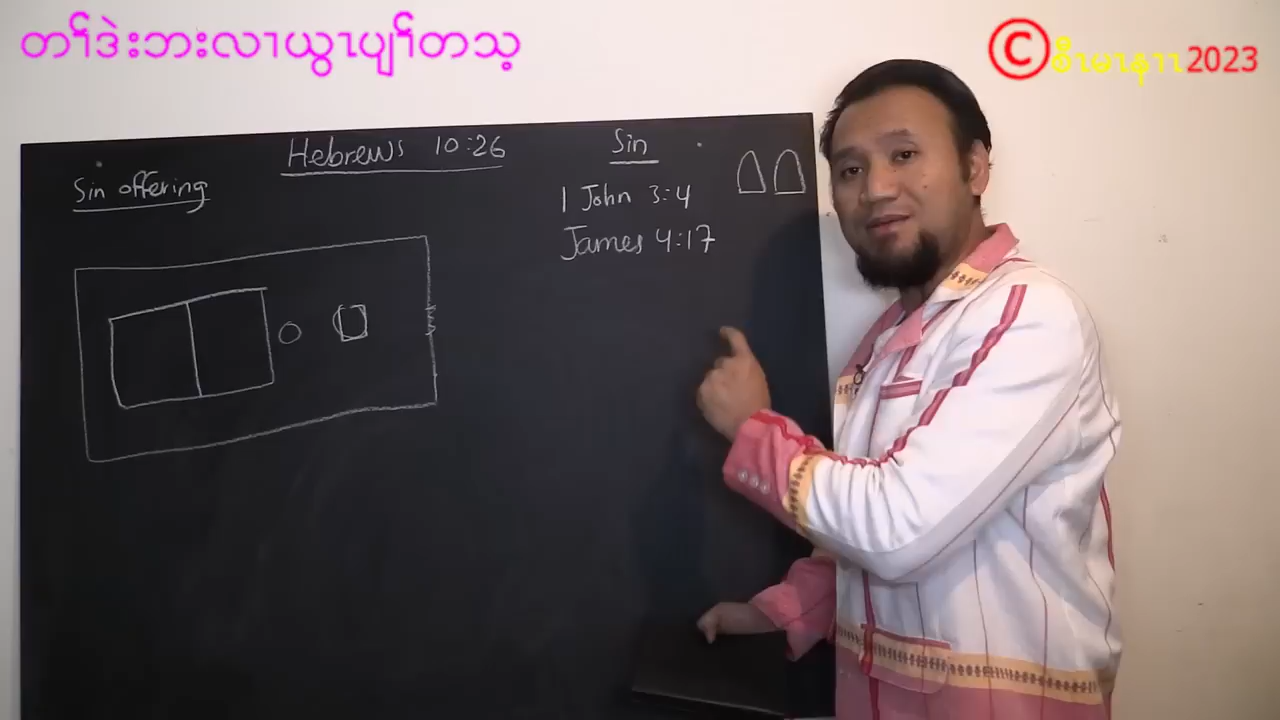 တၢ်ဒဲးဘးလၢယွၤပျၢ်တသ့
©စီၤမၤနၢၤ2023
Hebrews 10:26
Sin
Sin offering
1 John 3:4
James 4:17